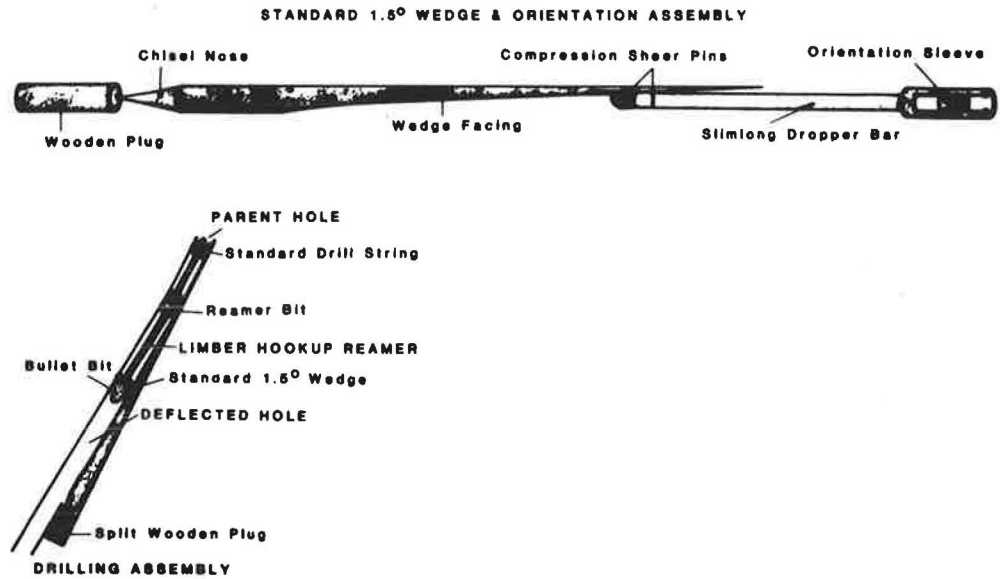 STANDARD 1.5° WEDGE & ORIENTATION ASSEMBLY
Chisel Nose
Compression Sheer Pins
Orientation Sleeve
Wooden Plug
Wedge Facing
Slimlong Dropper Bar
PARENT HOLE
Standard Drill String
Reamer Bit
LIMBER HOOKUP REAMER
Bullet Bit
Standard 1.5° Wedge
DEFLECTED HOLE
Split Wooden Plug
DRILLING ASSEMBLY